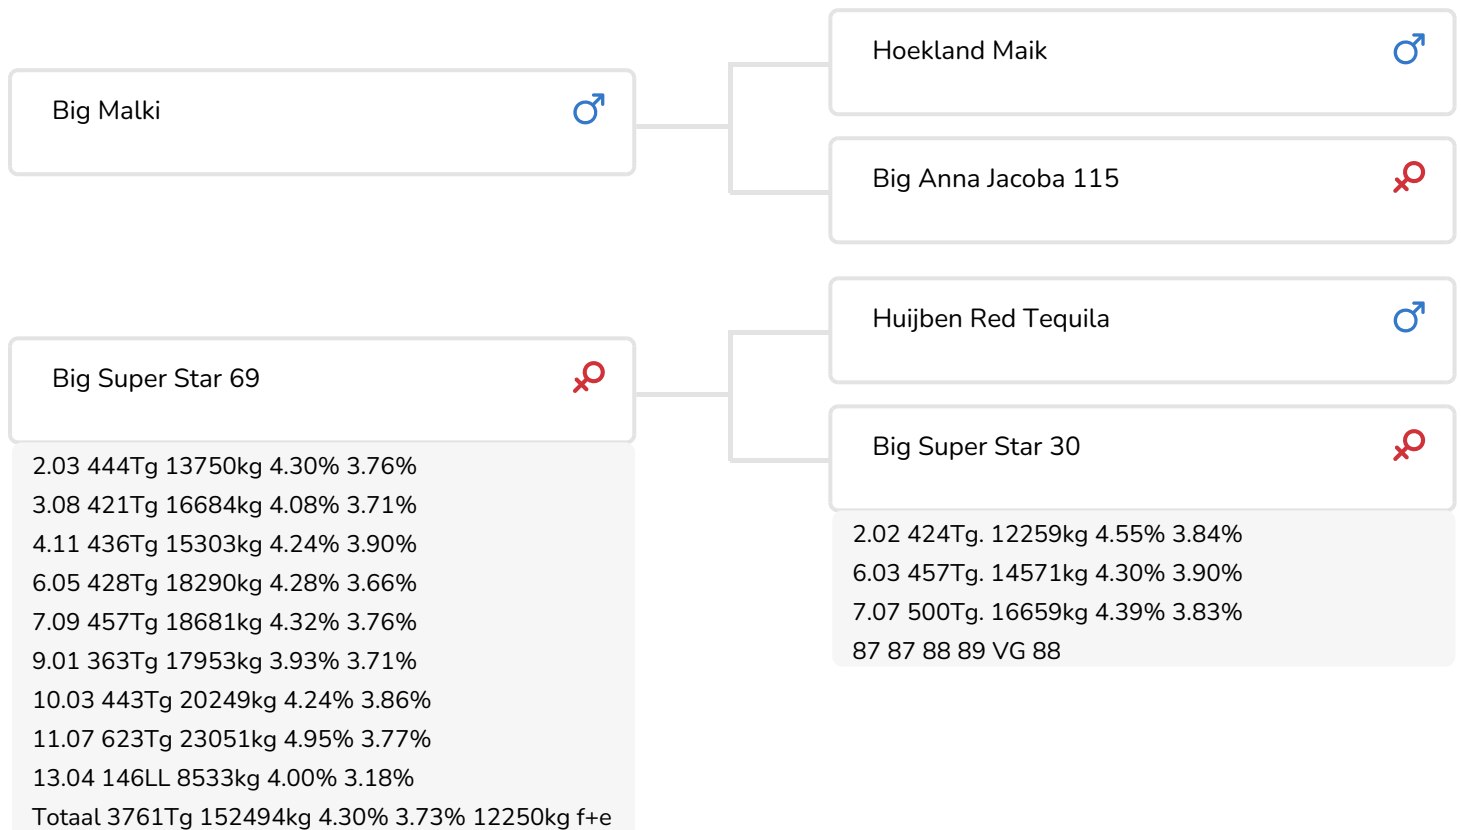 Big Malki
Hoekland Maik
Big Anna Jacoba 115
Big Super Star 69
2.03 444Tg 13750kg 4.30% 3.76%
3.08 421Tg 16684kg 4.08% 3.71%
4.11 436Tg 15303kg 4.24% 3.90%
6.05 428Tg 18290kg 4.28% 3.66%
7.09 457Tg 18681kg 4.32% 3.76%
9.01 363Tg 17953kg 3.93% 3.71%
10.03 443Tg 20249kg 4.24% 3.86%
11.07 623Tg 23051kg 4.95% 3.77%
13.04 146LL 8533kg 4.00% 3.18%
Totaal 3761Tg 152494kg 4.30% 3.73% 12250kg f+e
Huijben Red Tequila
Big Super Star 30
2.02 424Tg. 12259kg 4.55% 3.84%
6.03 457Tg. 14571kg 4.30% 3.90%
7.07 500Tg. 16659kg 4.39% 3.83%
87 87 88 89 VG 88